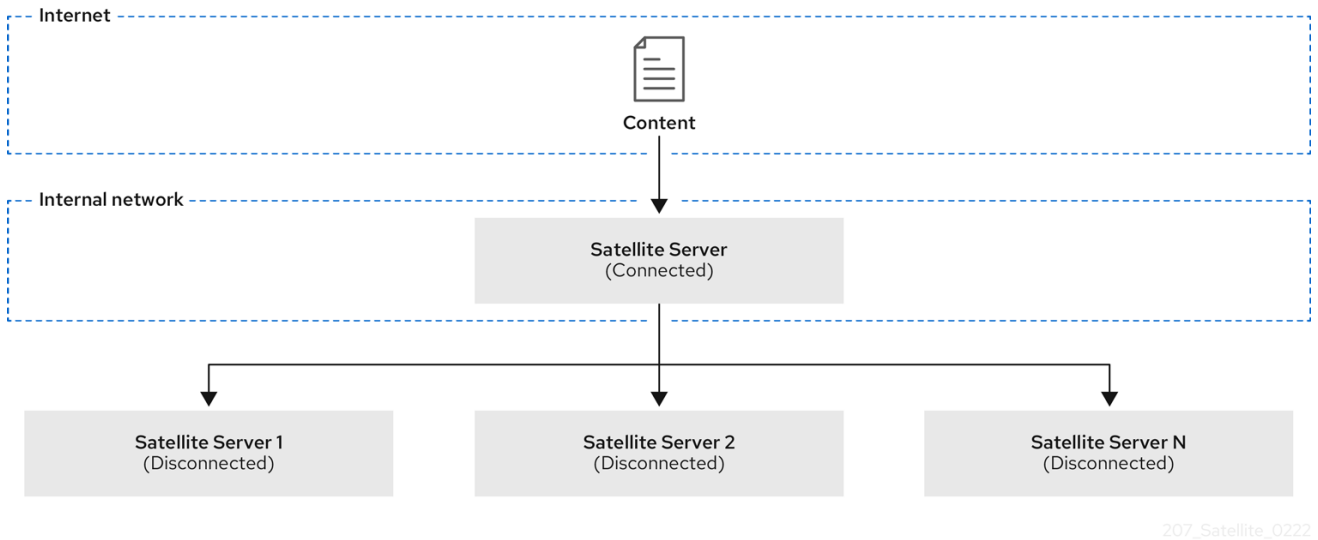 Internet
Content
Internal network
Satellite Server
(Connected)
Satellite Server 1
(Disconnected)
Satellite Server 2
(Disconnected)
Satellite Server N
(Disconnected)
207_Satellite_0222